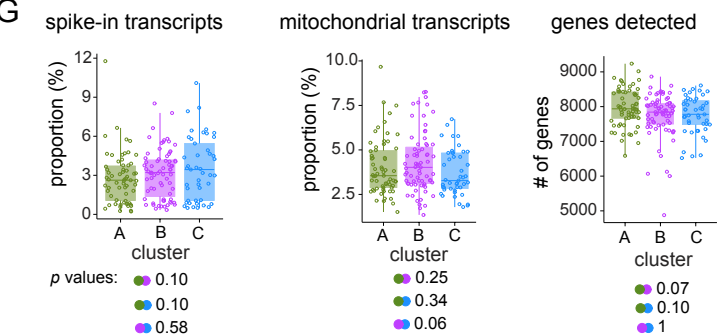 G
spike-in transcripts
proportion (%)
12
9
6
3
0
A B C
cluster
p values:
0.10
0.10
0.58
mitochondrial transcripts
proportion (%)
10.0
7.5
5.0
2.5
A B C
cluster
0.25
0.34
0.06
genes detected
# of genes
9000
8000
7000
6000
5000
A B C
cluster
0.07
0.10
1